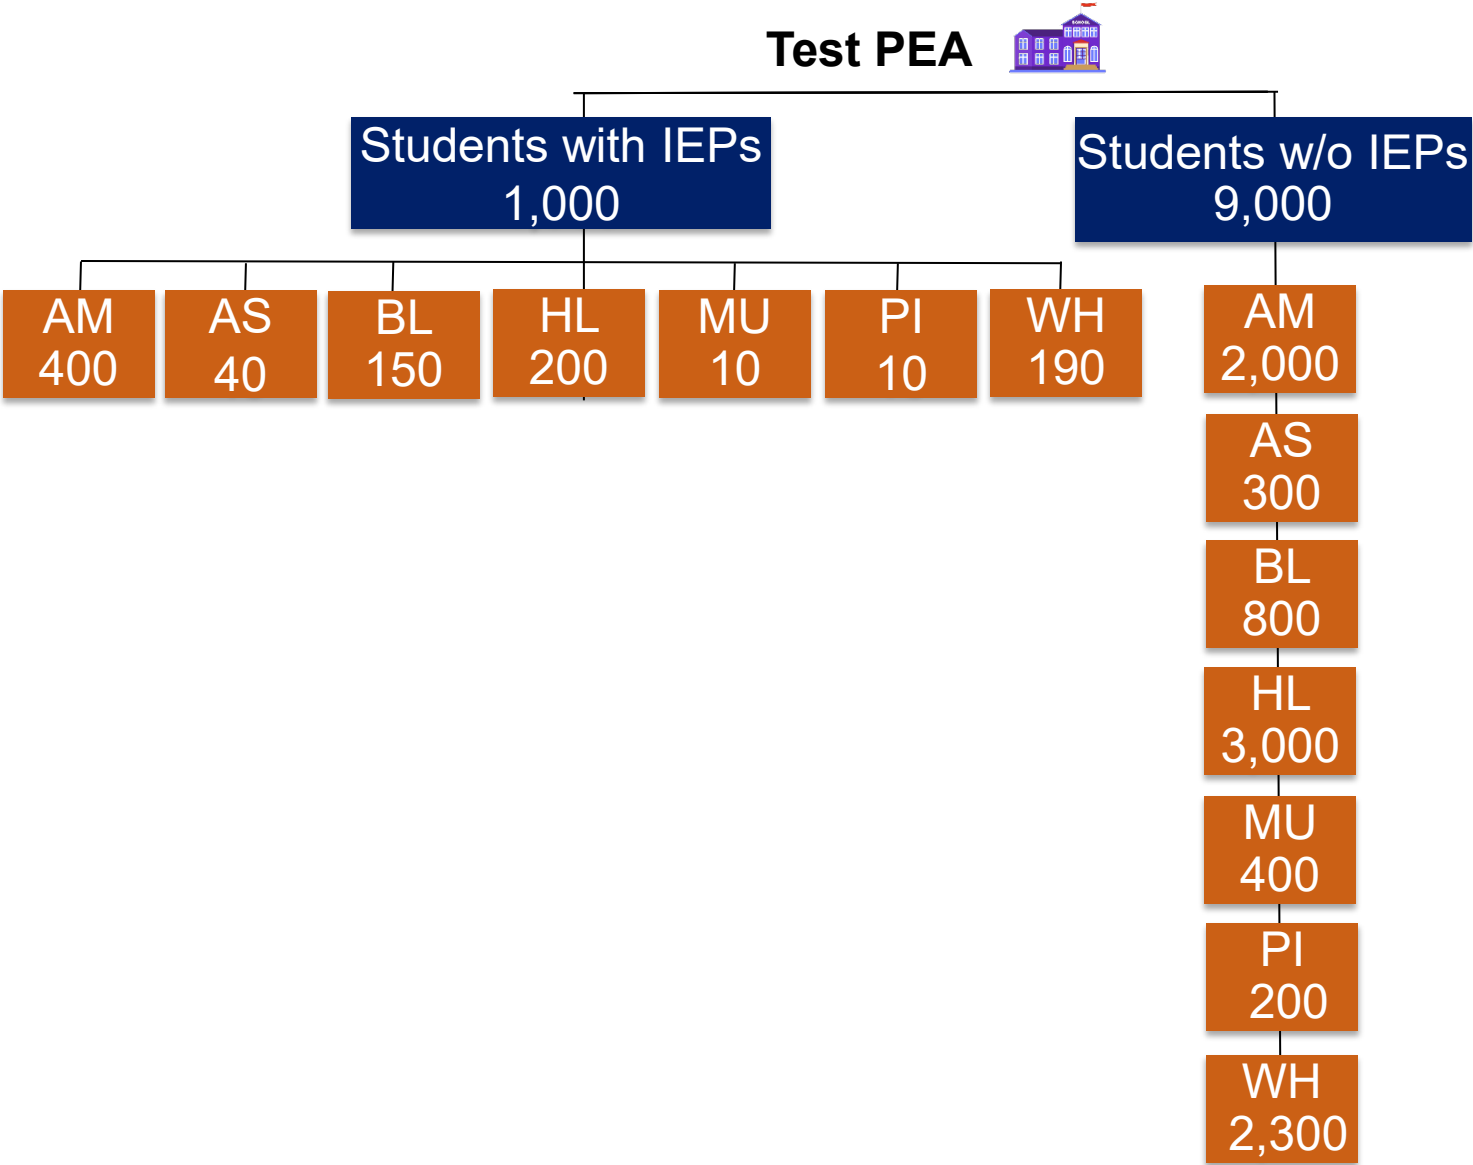 Test PEA
SCHOOL
Students with IEPs
1,000
Students w/o IEPs
9,000
AM
400
AS
40
BL
150
HL
200
MU
10
PI
10
WH
190
AM
2,000
AS
300
BL
800
HL
3,000
MU
400
PI
200
WH
2,300